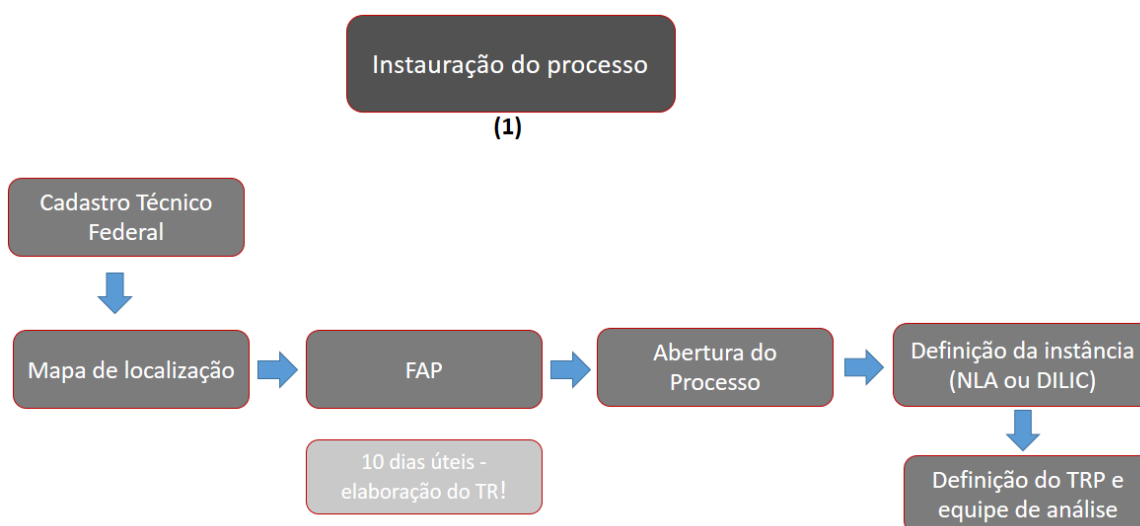 Instauração do processo
(1)
Cadastro Técnico
Federal
Mapa de localização
FAP
Abertura do
Processo
Definição da instância
(NLA ou DILIC)
10 dias úteis -
elaboração do TR!
Definição do TRP e
equipe de análise